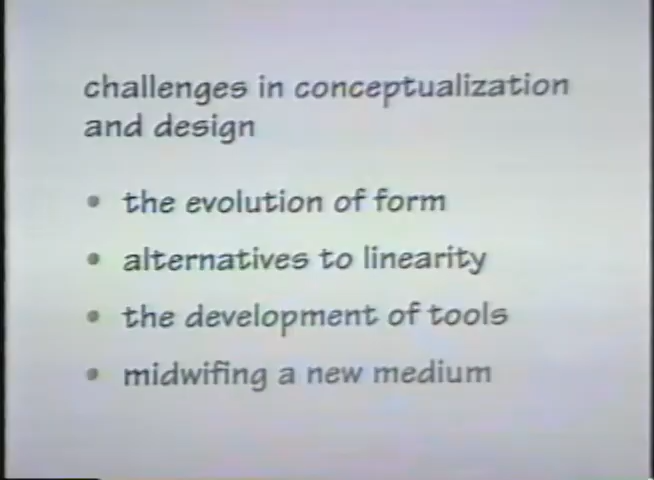 challenges in conceptualization
and design
• the evolution of form
• alternatives to linearity
• the development of tools
• midwifing a new medium